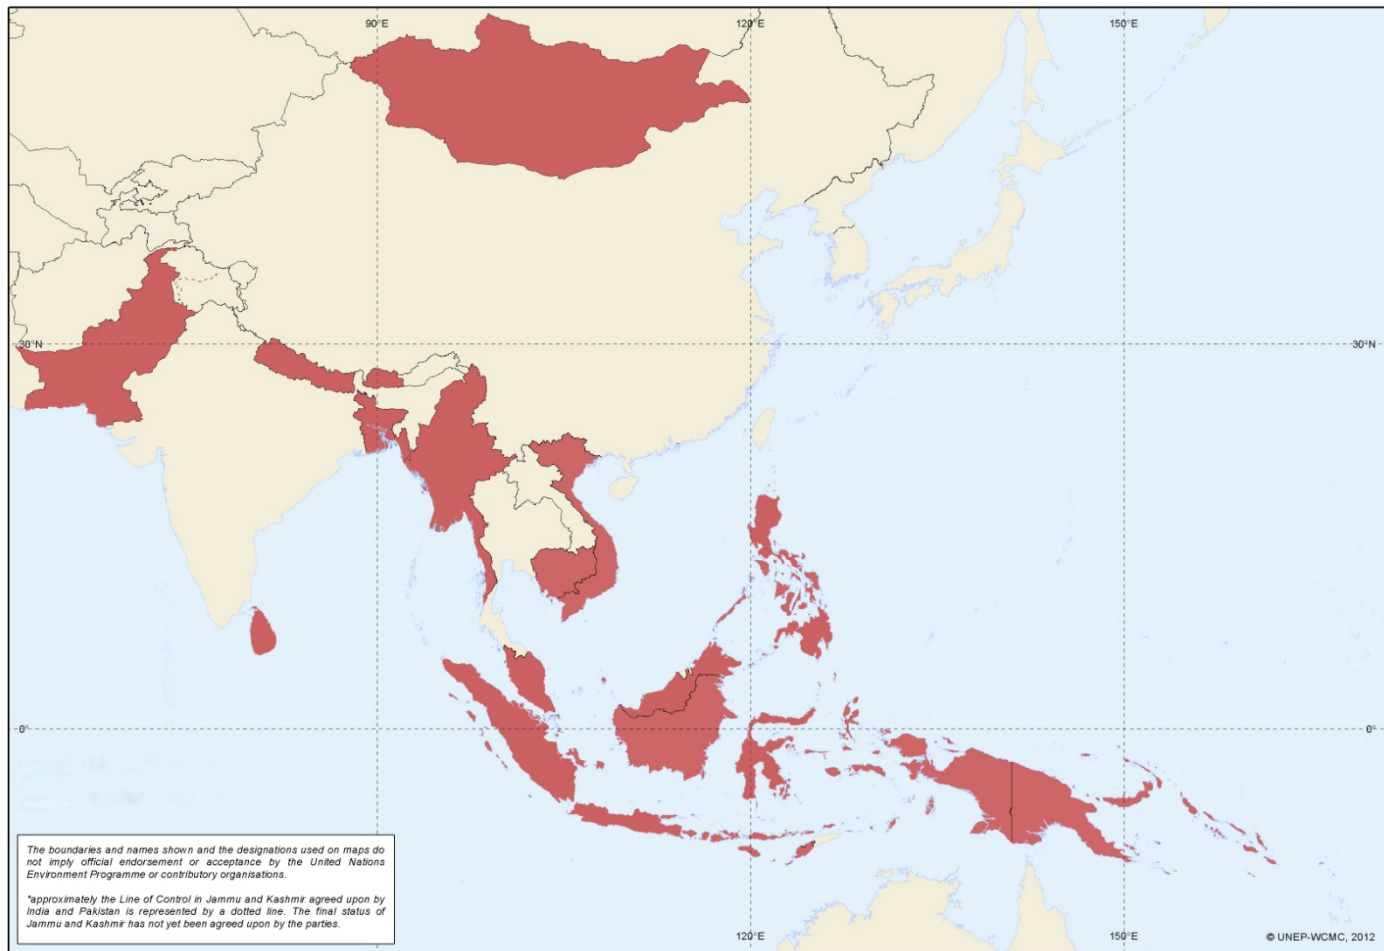 90°E
120°E
150°E
30°N
30°N
0°
0°
The boundaries and names shown and the designations used on maps do
not imply official endorsement or acceptance by the United Nations
Environment Programme or contributory organisations.
*approximately the Line of Control in Jammu and Kashmir agreed upon by
India and Pakistan is represented by a dotted line. The final status of
Jammu and Kashmir has not yet been agreed upon by the parties.
120°E
150°E
© UNEP-WCMC, 2012